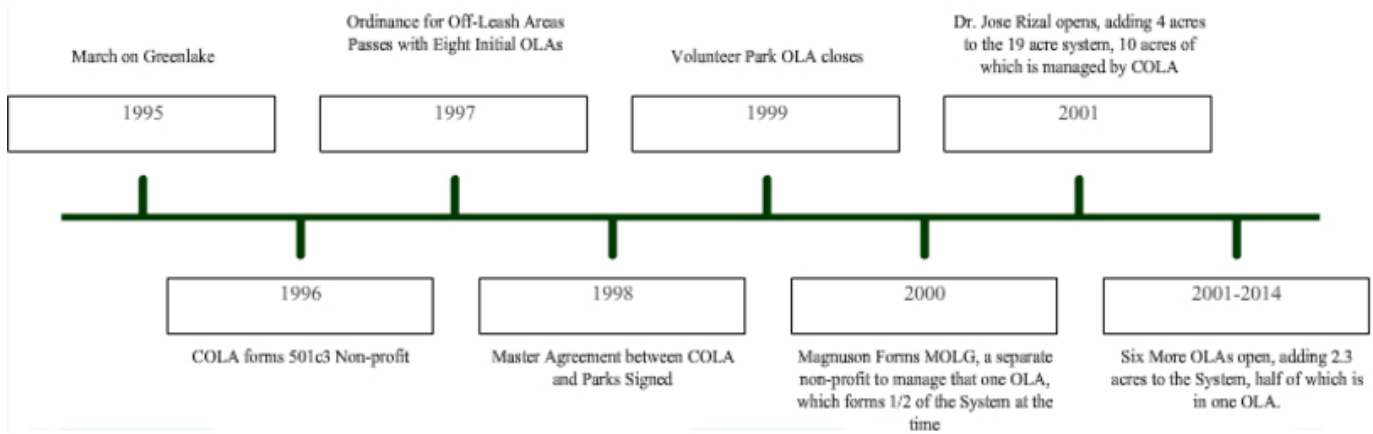 March on Greenlake
1995
COLA forms 501c3 Non-profit
1996
Ordinance for Off-Leash Areas
Passes with Eight Initial OLAs
1997
1998
Master Agreement between COLA
and Parks Signed
Volunteer Park OLA closes
1999
2000
Magnuson Forms MOLG, a separate
non-profit to manage that one OLA,
which forms 1/2 of the System at the
time
Dr. Jose Rizal opens, adding 4 acres
to the 19 acre system, 10 acres of
which is managed by COLA
2001
2001-2014
Six More OLAs open, adding 2.3
acres to the System, half of which is
in one OLA.